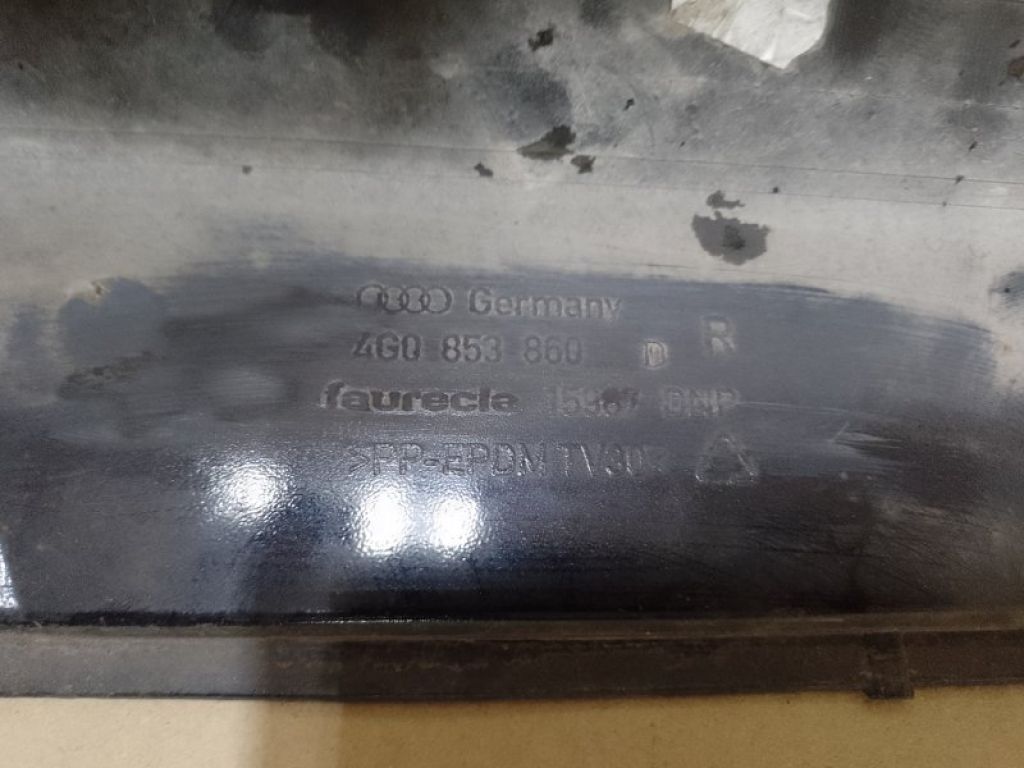 Germany
4G0 853 860 D R
faurecia
>PP-EPDM TV30<